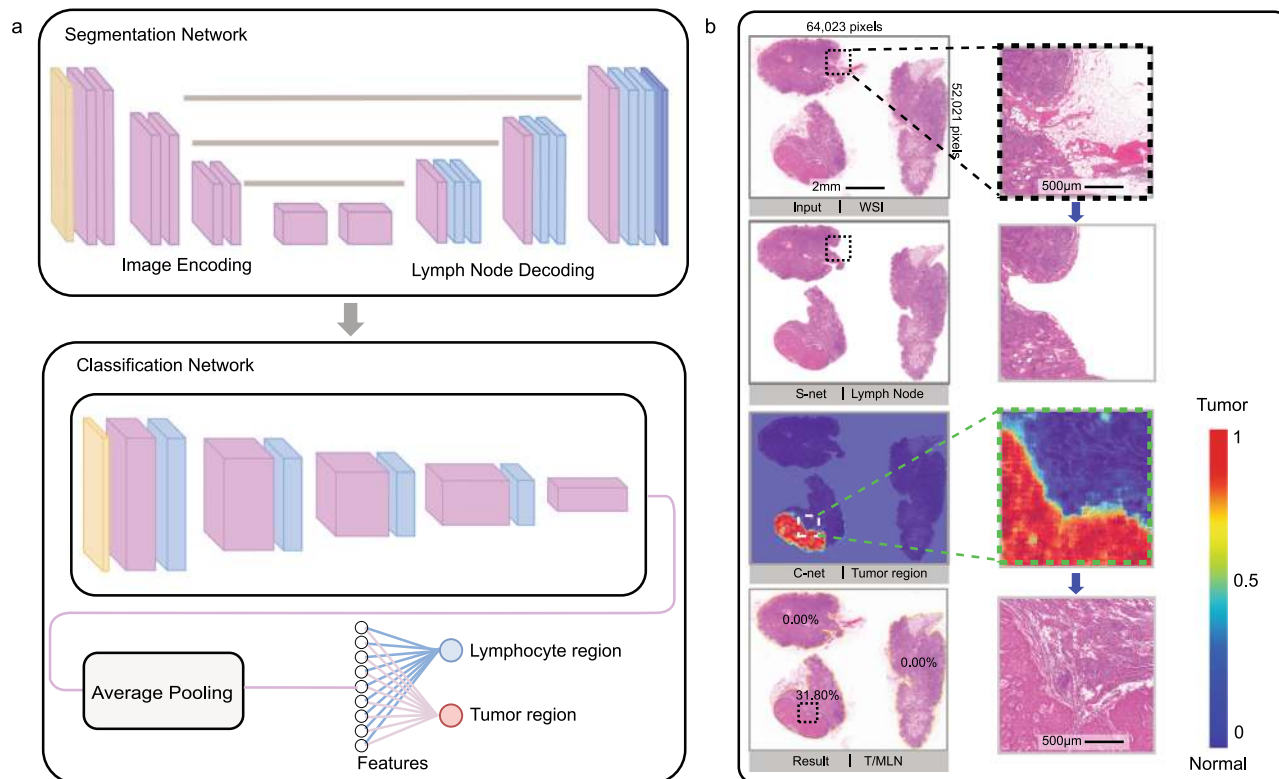 a
Segmentation Network
Image Encoding
Lymph Node Decoding
Classification Network
Average Pooling
Features
Lymphocyte region
Tumor region
b
64,023 pixels
52,021 pixels
2mm
Input | WSI
500µm
S-net | Lymph Node
C-net | Tumor region
Tumor
1
0.5
0
Normal
0.00%
0.00%
31.80%
Result | T/MLN
500µm